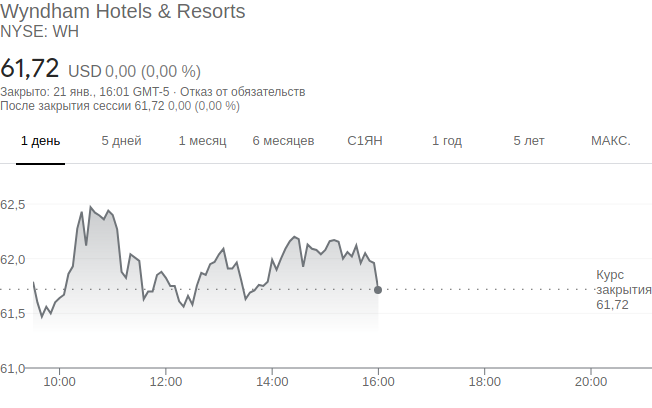 Wyndham Hotels & Resorts
NYSE: WH
61,72 USD 0,00 (0,00 %)
Закрыто: 21 янв., 16:01 GMT-5 · Отказ от обязательств
После закрытия сессии 61,72 0,00 (0,00 %)
1 день 5 дней 1 месяц 6 месяцев С1ЯН 1 год 5 лет МАКС.
62,5
62,0
Курс
закрытия
61,72
61,5
61,0
10:00 12:00 14:00 16:00 18:00 20:00